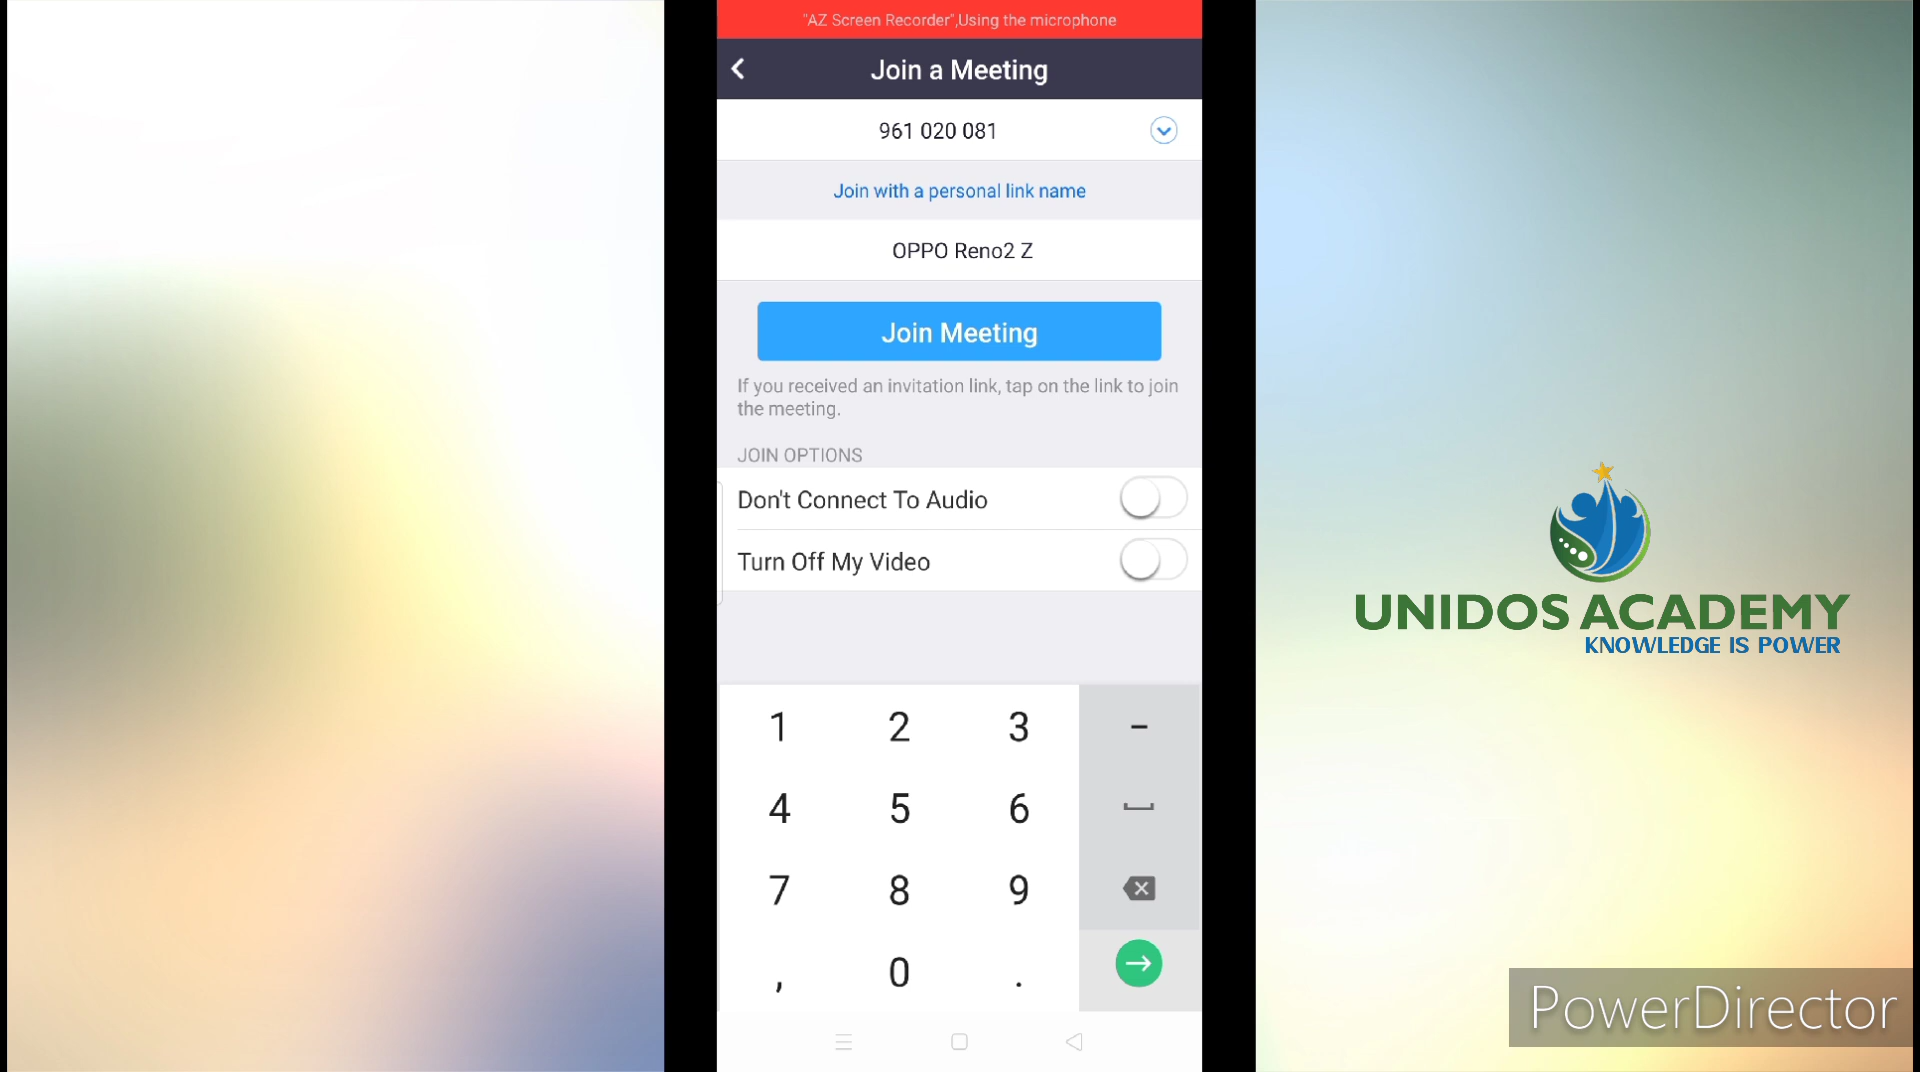 "AZ Screen Recorder",Using the microphone
Join a Meeting
961 020 081
Join with a personal link name
OPPO Reno2 Z
Join Meeting
If you received an invitation link, tap on the link to join
the meeting.
JOIN OPTIONS
Don't Connect To Audio
Turn Off My Video
1 2 3 -
4 5 6
7 8 9
, 0 .
UNIDOS ACADEMY
KNOWLEDGE IS POWER
PowerDirector